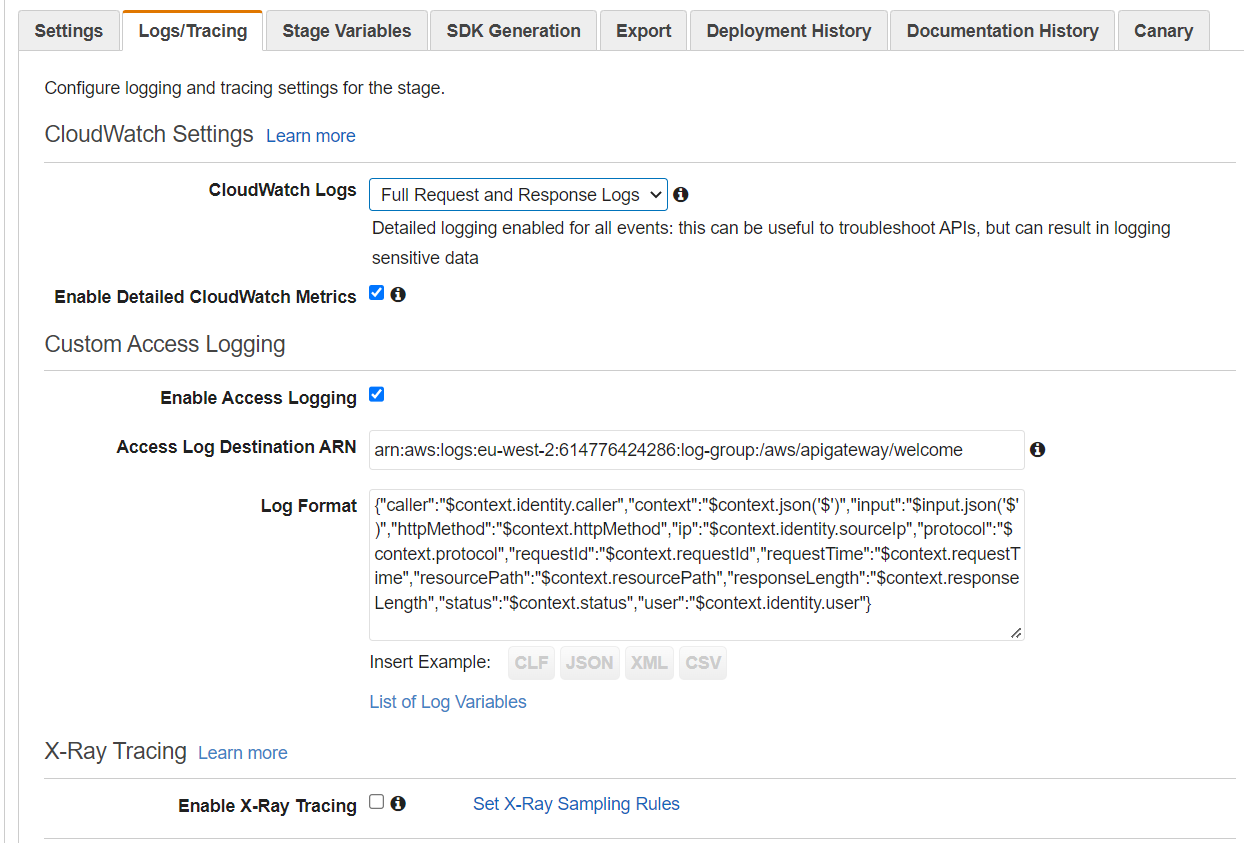 Settings
Logs/Tracing
Stage Variables
SDK Generation
Export
Deployment History
Documentation History
Canary
Configure logging and tracing settings for the stage.
CloudWatch Settings Learn more
CloudWatch Logs
Full Request and Response Logs
Detailed logging enabled for all events: this can be useful to troubleshoot APIs, but can result in logging
sensitive data
Enable Detailed CloudWatch Metrics
Custom Access Logging
Enable Access Logging
Access Log Destination ARN
arn:aws:logs:eu-west-2:614776424286:log-group:/aws/apigateway/welcome
Log Format
{"caller":"$context.identity.caller","context":"$context.json('$')","input":"$input.json('$'
)","httpMethod":"$context.httpMethod","ip":"$context.identity.sourceIp","protocol":"$
context.protocol","requestId":"$context.requestId","requestTime":"$context.requestT
ime","resourcePath":"$context.resourcePath","responseLength":"$context.response
Length","status":"$context.status","user":"$context.identity.user"}
Insert Example: CLF JSON XML CSV
List of Log Variables
X-Ray Tracing Learn more
Enable X-Ray Tracing
Set X-Ray Sampling Rules